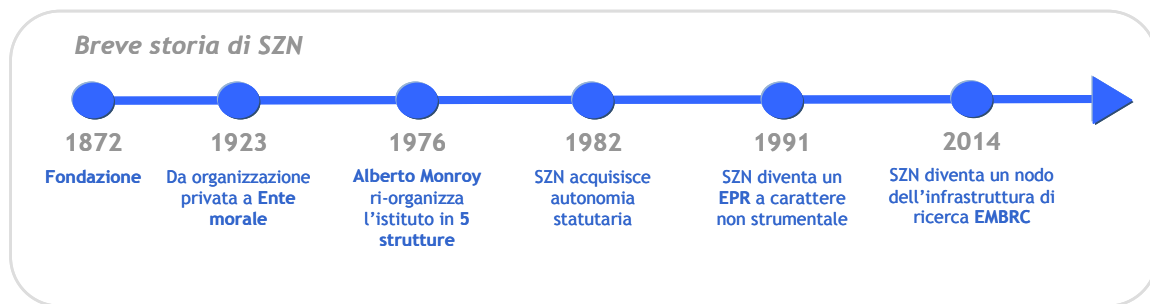 Breve storia di SZN
1872
Fondazione
1923
Da organizzazione
privata a Ente
morale
1976
Alberto Monroy
ri-organizza
l'istituto in 5
strutture
1982
SZN acquisisce
autonomia
statutaria
1991
SZN diventa un
EPR a carattere
non strumentale
2014
SZN diventa un nodo
dell'infrastruttura di
ricerca EMBRC